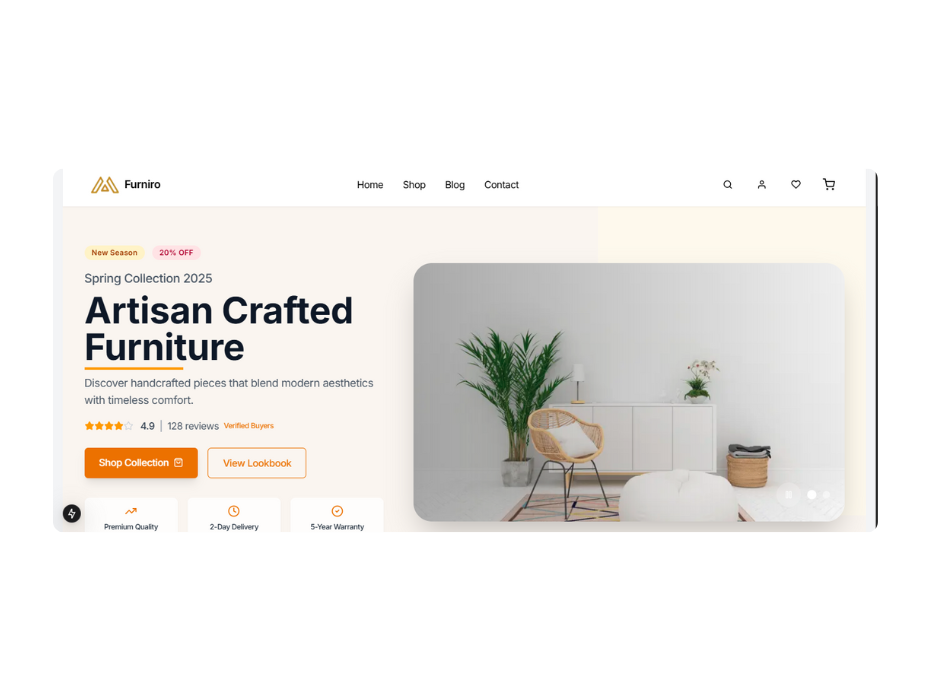 Furniro
Home Shop Blog Contact
New Season 20% OFF
Spring Collection 2025
Artisan Crafted
Furniture
Discover handcrafted pieces that blend modern aesthetics
with timeless comfort.
4.9 | 128 reviews Verified Buyers
Shop Collection View Lookbook
Premium Quality 2-Day Delivery 5-Year Warranty